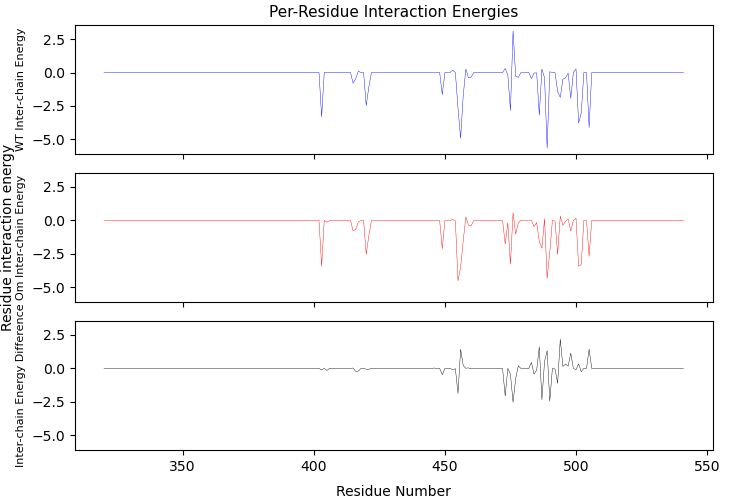 Per-Residue Interaction Energies
WT Inter-chain Energy
2.5
0.0
−2.5
−5.0
Residue interaction energy
Om Inter-chain Energy
2.5
0.0
−2.5
−5.0
Inter-chain Energy Difference
2.5
0.0
−2.5
−5.0
350 400 450 500 550
Residue Number